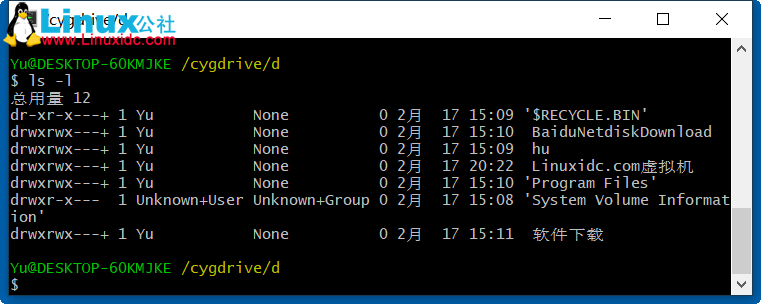 Linux公社
www.Linuxidc.com
/cygdrive/d
Yu@DESKTOP-60KMJKE /cygdrive/d
$ ls -l
总用量 12
dr-xr-x---+ 1 Yu           None          0 2月  17 15:09 '$RECYCLE.BIN'
drwxrwx---+ 1 Yu           None          0 2月  17 15:10  BaiduNetdiskDownload
drwxrwx---+ 1 Yu           None          0 2月  17 15:09  hu
drwxrwx---+ 1 Yu           None          0 2月  17 20:22  Linuxidc.com虚拟机
drwxrwx---+ 1 Yu           None          0 2月  17 15:10 'Program Files'
drwxr-x---  1 Unknown+User Unknown+Group 0 2月  17 15:08 'System Volume Informat
ion'
drwxrwx---+ 1 Yu           None          0 2月  17 15:11  软件下载
Yu@DESKTOP-60KMJKE /cygdrive/d
$